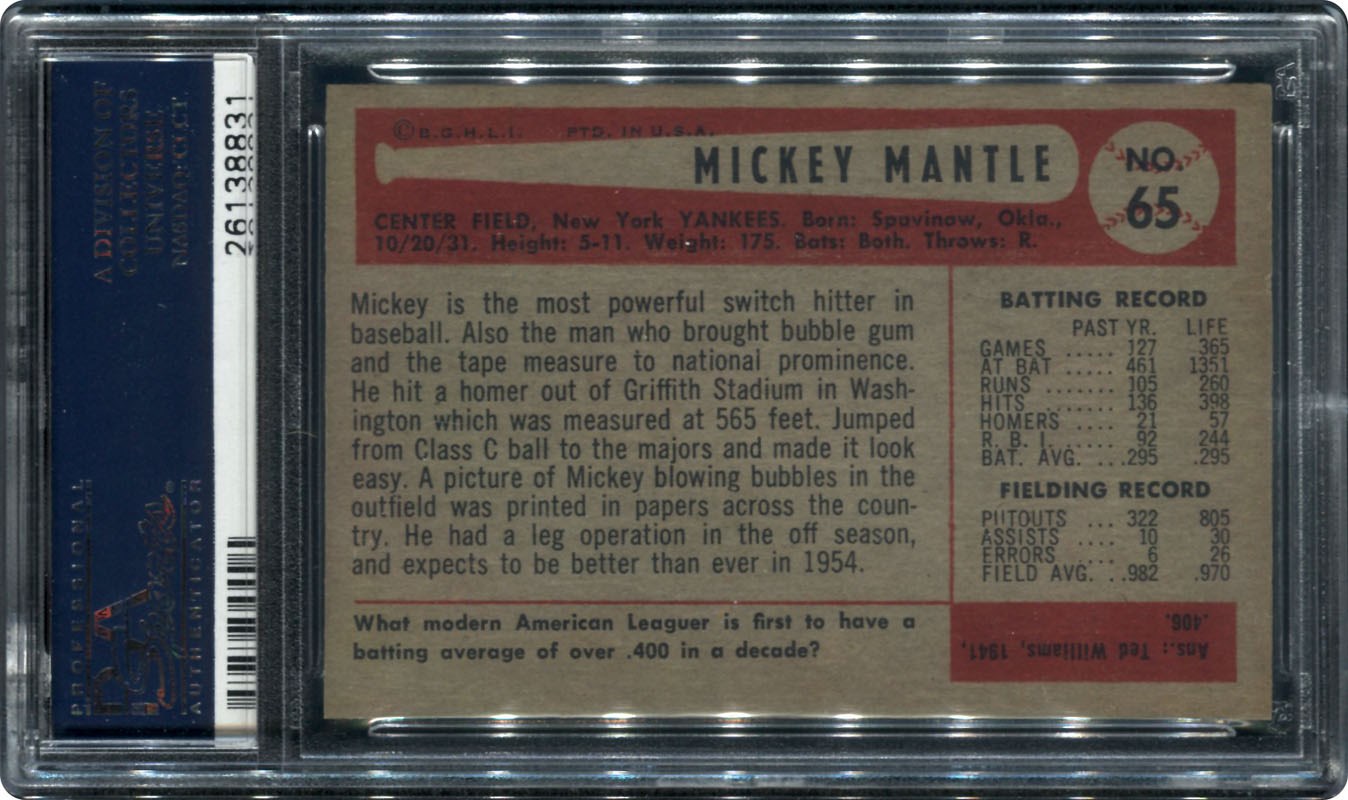 A DIVISION OF
COLLECTORS
UNIVERSE
NASDAQ: CLCT
26138831
PROFESSIONAL
PSA
Sports
AUTHENTICATOR
© B.G.H.L.I. PTD. IN U.S.A.
MICKEY MANTLE
NO.
65
CENTER FIELD, New York YANKEES. Born: Spavinaw, Okla.,
10/20/31. Height: 5-11. Weight: 175. Bats: Both. Throws: R.
Mickey is the most powerful switch hitter in
baseball. Also the man who brought bubble gum
and the tape measure to national prominence.
He hit a homer out of Griffith Stadium in Wash-
ington which was measured at 565 feet. Jumped
from Class C ball to the majors and made it look
easy. A picture of Mickey blowing bubbles in the
outfield was printed in papers across the coun-
try. He had a leg operation in the off season,
and expects to be better than ever in 1954.
BATTING RECORD
PAST YR. LIFE
GAMES ..... 127 365
AT BAT ..... 461 1351
RUNS ....... 105 260
HITS ........ 136 398
HOMERS .... 21 57
R. B. I. ...... 92 244
BAT. AVG. ... .295 .295
FIELDING RECORD
PUTOUTS ... 322 805
ASSISTS .... 10 30
ERRORS .... 6 26
FIELD AVG. . .982 .970
What modern American Leaguer is first to have a
batting average of over .400 in a decade?
Ans.: Ted Williams, 1941,
.406.